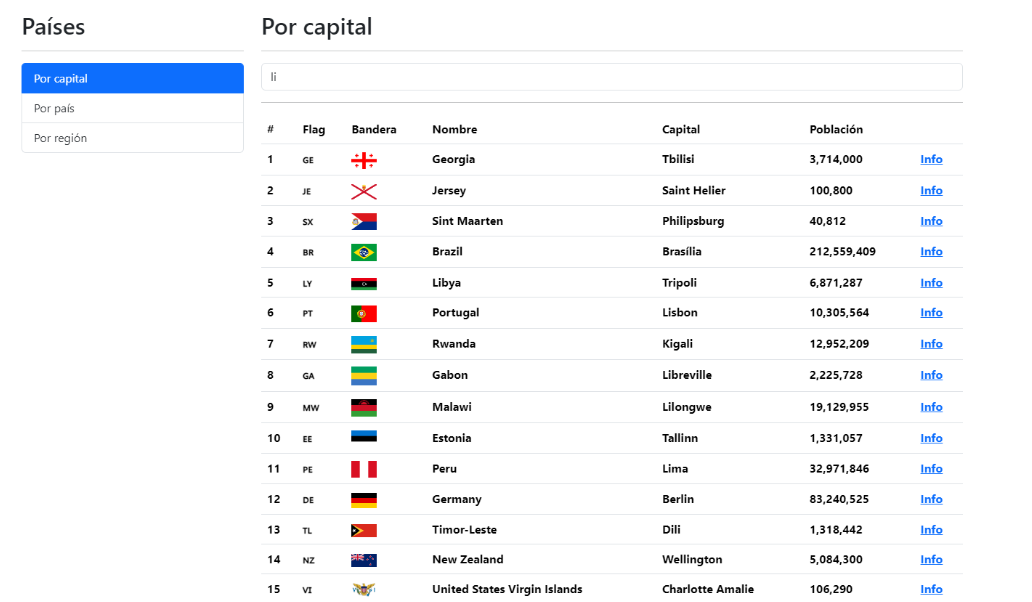 Países
Por capital
Por país
Por región
Por capital
li
# Flag Bandera Nombre Capital Población
1 GE Georgia Tbilisi 3,714,000 Info
2 JE Jersey Saint Helier 100,800 Info
3 SX Sint Maarten Philipsburg 40,812 Info
4 BR Brazil Brasília 212,559,409 Info
5 LY Libya Tripoli 6,871,287 Info
6 PT Portugal Lisbon 10,305,564 Info
7 RW Rwanda Kigali 12,952,209 Info
8 GA Gabon Libreville 2,225,728 Info
9 MW Malawi Lilongwe 19,129,955 Info
10 EE Estonia Tallinn 1,331,057 Info
11 PE Peru Lima 32,971,846 Info
12 DE Germany Berlin 83,240,525 Info
13 TL Timor-Leste Dili 1,318,442 Info
14 NZ New Zealand Wellington 5,084,300 Info
15 VI United States Virgin Islands Charlotte Amalie 106,290 Info